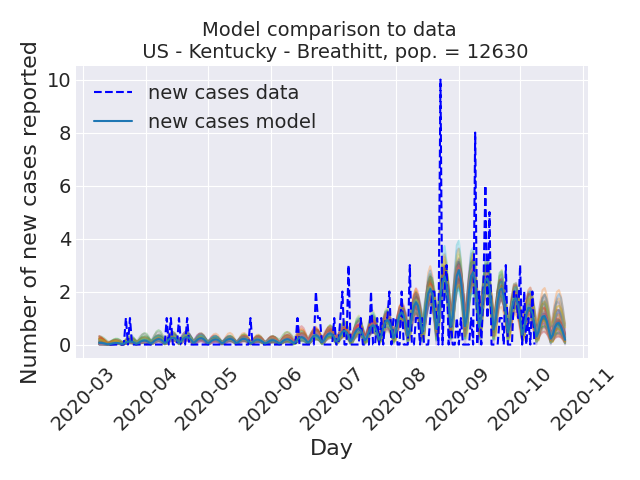 Model comparison to data
US - Kentucky - Breathitt, pop. = 12630
Number of new cases reported
10
8
6
4
2
0
new cases data
new cases model
2020-03
2020-04
2020-05
2020-06
2020-07
2020-08
2020-09
2020-10
2020-11
Day